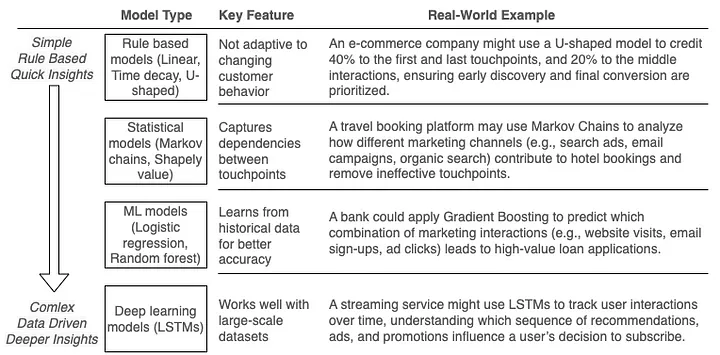 Model Type
Key Feature
Real-World Example
Simple
Rule Based
Quick Insights
Rule based
models (Linear,
Time decay, U-
shaped)
Not adaptive to
changing
customer
behavior
An e-commerce company might use a U-shaped model to credit
40% to the first and last touchpoints, and 20% to the middle
interactions, ensuring early discovery and final conversion are
prioritized.
Statistical
models (Markov
chains, Shapely
value)
Captures
dependencies
between
touchpoints
A travel booking platform may use Markov Chains to analyze
how different marketing channels (e.g., search ads, email
campaigns, organic search) contribute to hotel bookings and
remove ineffective touchpoints.
ML models
(Logistic
regression,
Random forest)
Learns from
historical data
for better
accuracy
A bank could apply Gradient Boosting to predict which
combination of marketing interactions (e.g., website visits, email
sign-ups, ad clicks) leads to high-value loan applications.
Comlex
Data Driven
Deeper Insights
Deep learning
models (LSTMs)
Works well with
large-scale
datasets
A streaming service might use LSTMs to track user interactions
over time, understanding which sequence of recommendations,
ads, and promotions influence a user's decision to subscribe.